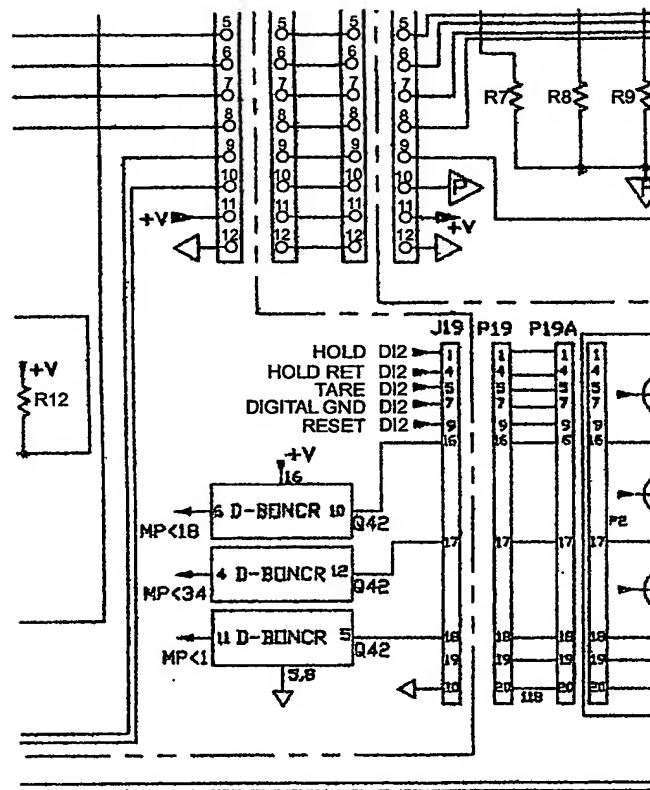 5 5 5 5
6 6 6 6
7 7 7 7
8 8 8 8
9 9 9 9
10 10 10 10
11 11 11 11
12 12 12 12
R7 R8 R9
P
+V +V
J19 P19 P19A
HOLD DI2 1 1 1 1
HOLD RET DI2 4 4 4 4
TARE DI2 5 5 5 5
DIGITAL GND DI2 7 7 7 7
RESET DI2 9 9 9 9
16 16 6 16
+V
R12
+V
16
6 D-BONCR 10
Q42
MP<18
P2
17 17 17 17
4 D-BONCR 12
Q42
MP<34
11 D-BONCR 5
Q42
MP<1
18 18 18 18
19 19 19 19
5,8
20 20 20
118